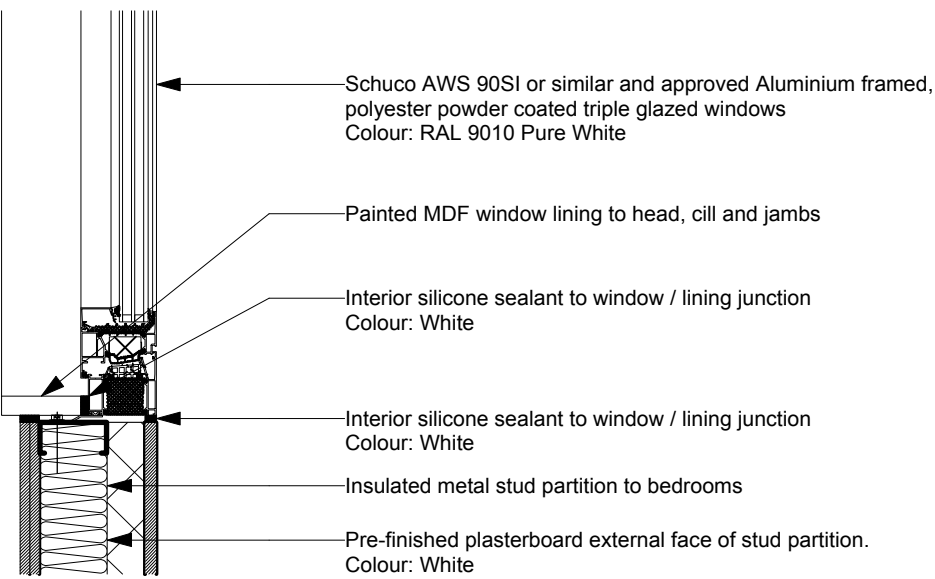 Schuco AWS 90SI or similar and approved Aluminium framed,
polyester powder coated triple glazed windows
Colour: RAL 9010 Pure White
Painted MDF window lining to head, cill and jambs
Interior silicone sealant to window / lining junction
Colour: White
Interior silicone sealant to window / lining junction
Colour: White
Insulated metal stud partition to bedrooms
Pre-finished plasterboard external face of stud partition.
Colour: White